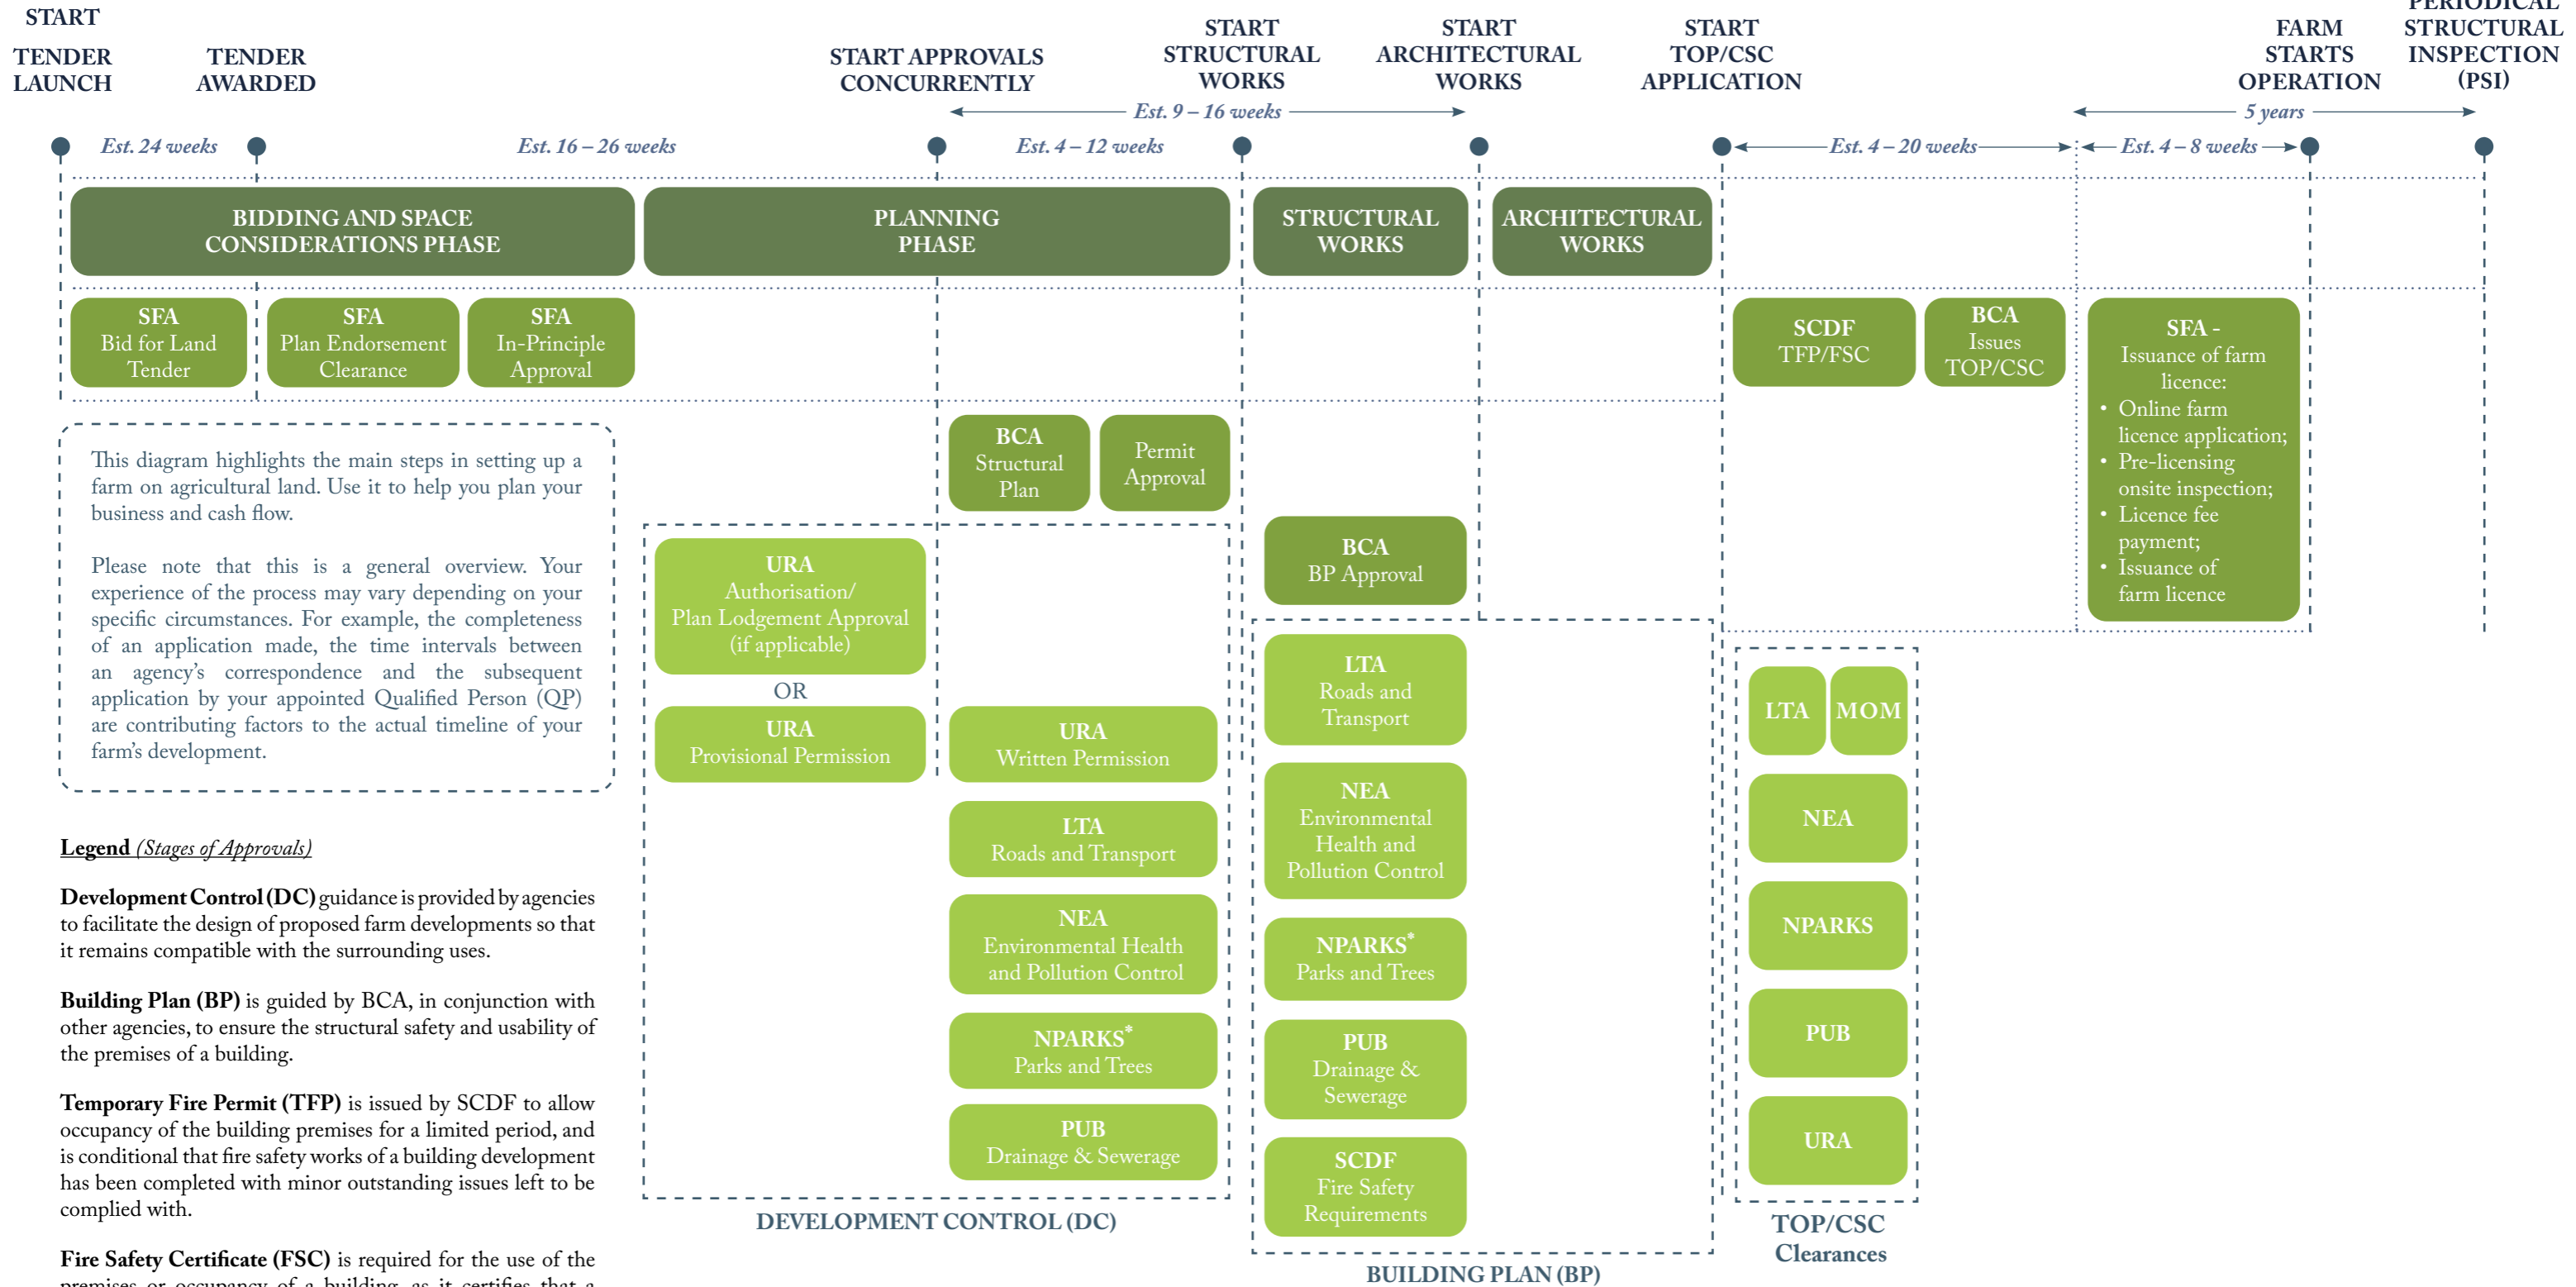 START
TENDER
LAUNCH
TENDER
AWARDED
START APPROVALS
CONCURRENTLY
START
STRUCTURAL
WORKS
START
ARCHITECTURAL
WORKS
START
TOP/CSC
APPLICATION
FARM
STARTS
OPERATION
PERIODICAL
STRUCTURAL
INSPECTION
(PSI)
Est. 9 – 16 weeks
5 years
Est. 24 weeks
Est. 16 – 26 weeks
Est. 4 – 12 weeks
Est. 4 – 20 weeks
Est. 4 – 8 weeks
BIDDING AND SPACE
CONSIDERATIONS PHASE
PLANNING
PHASE
STRUCTURAL
WORKS
ARCHITECTURAL
WORKS
SFA
Bid for Land
Tender
SFA
Plan Endorsement
Clearance
SFA
In-Principle
Approval
SCDF
TFP/FSC
BCA
Issues
TOP/CSC
SFA -
Issuance of farm
licence:
• Online farm
licence application;
• Pre-licensing
onsite inspection;
• Licence fee
payment;
• Issuance of
farm licence
This diagram highlights the main steps in setting up a
farm on agricultural land. Use it to help you plan your
business and cash flow.
Please note that this is a general overview. Your
experience of the process may vary depending on your
specific circumstances. For example, the completeness
of an application made, the time intervals between
an agency's correspondence and the subsequent
application by your appointed Qualified Person (QP)
are contributing factors to the actual timeline of your
farm's development.
BCA
Structural
Plan
Permit
Approval
URA
Authorisation/
Plan Lodgement Approval
(if applicable)
OR
URA
Provisional Permission
URA
Written Permission
LTA
Roads and Transport
NEA
Environmental Health
and Pollution Control
NPARKS*
Parks and Trees
PUB
Drainage & Sewerage
DEVELOPMENT CONTROL (DC)
BCA
BP Approval
LTA
Roads and
Transport
NEA
Environmental
Health and
Pollution Control
NPARKS*
Parks and Trees
PUB
Drainage &
Sewerage
SCDF
Fire Safety
Requirements
BUILDING PLAN (BP)
LTA
MOM
NEA
NPARKS
PUB
URA
TOP/CSC
Clearances
Legend (Stages of Approvals)
Development Control (DC) guidance is provided by agencies
to facilitate the design of proposed farm developments so that
it remains compatible with the surrounding uses.
Building Plan (BP) is guided by BCA, in conjunction with
other agencies, to ensure the structural safety and usability of
the premises of a building.
Temporary Fire Permit (TFP) is issued by SCDF to allow
occupancy of the building premises for a limited period, and
is conditional that fire safety works of a building development
has been completed with minor outstanding issues left to be
complied with.
Fire Safety Certificate (FSC) is required for the use of the
premises or occupancy of a building, as it certifies that a